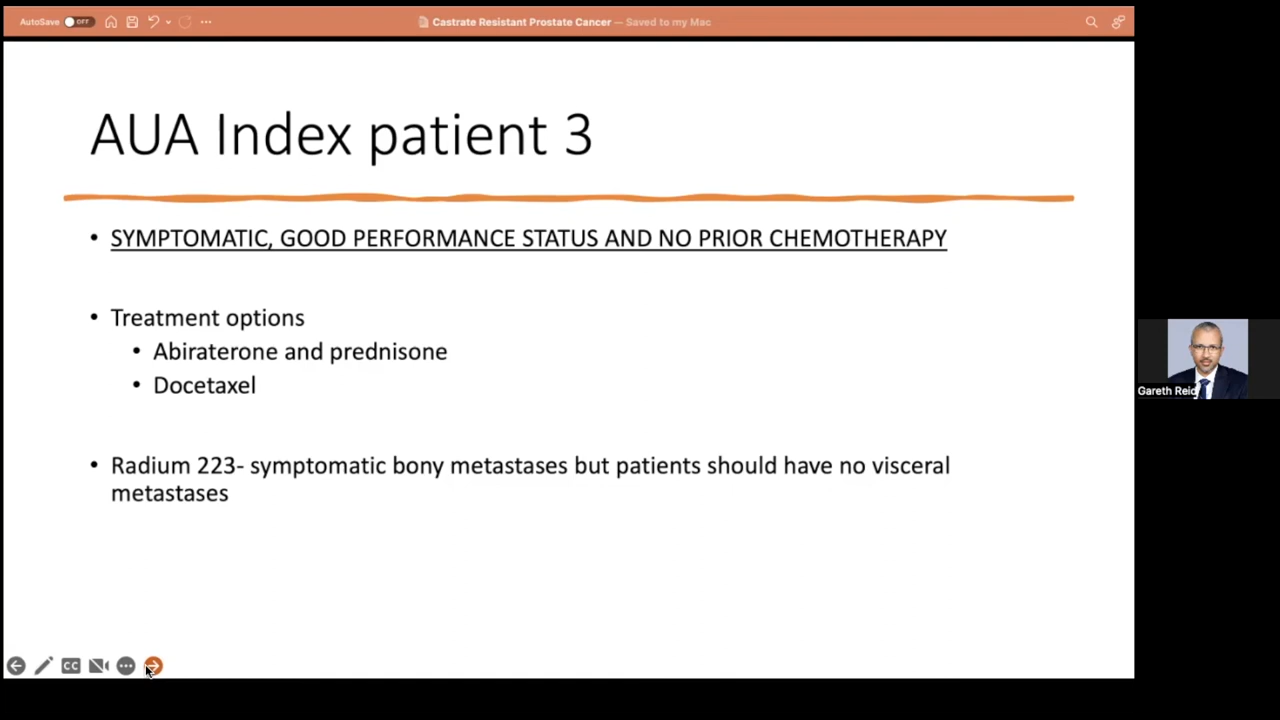 AutoSave OFF
Castrate Resistant Prostate Cancer — Saved to my Mac
AUA Index patient 3
• SYMPTOMATIC, GOOD PERFORMANCE STATUS AND NO PRIOR CHEMOTHERAPY
• Treatment options
• Abiraterone and prednisone
• Docetaxel
• Radium 223- symptomatic bony metastases but patients should have no visceral
metastases
Gareth Reid
CC